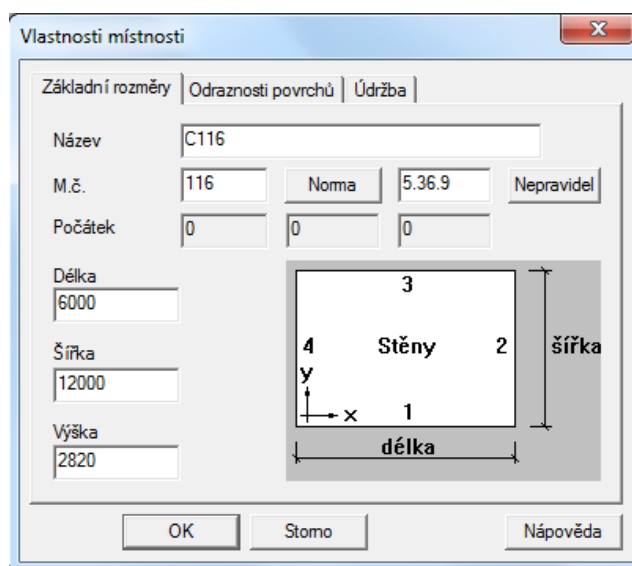 Vlastnosti místnosti
Základní rozměry Odraznosti povrchů Údržba
Název C116
M.č. 116 Norma 5.36.9 Nepravidel
Počátek 0 0 0
Délka
6000
Šířka
12000
Výška
2820
3
4 Stěny 2 šířka
y
x 1
délka
OK Storno Nápověda